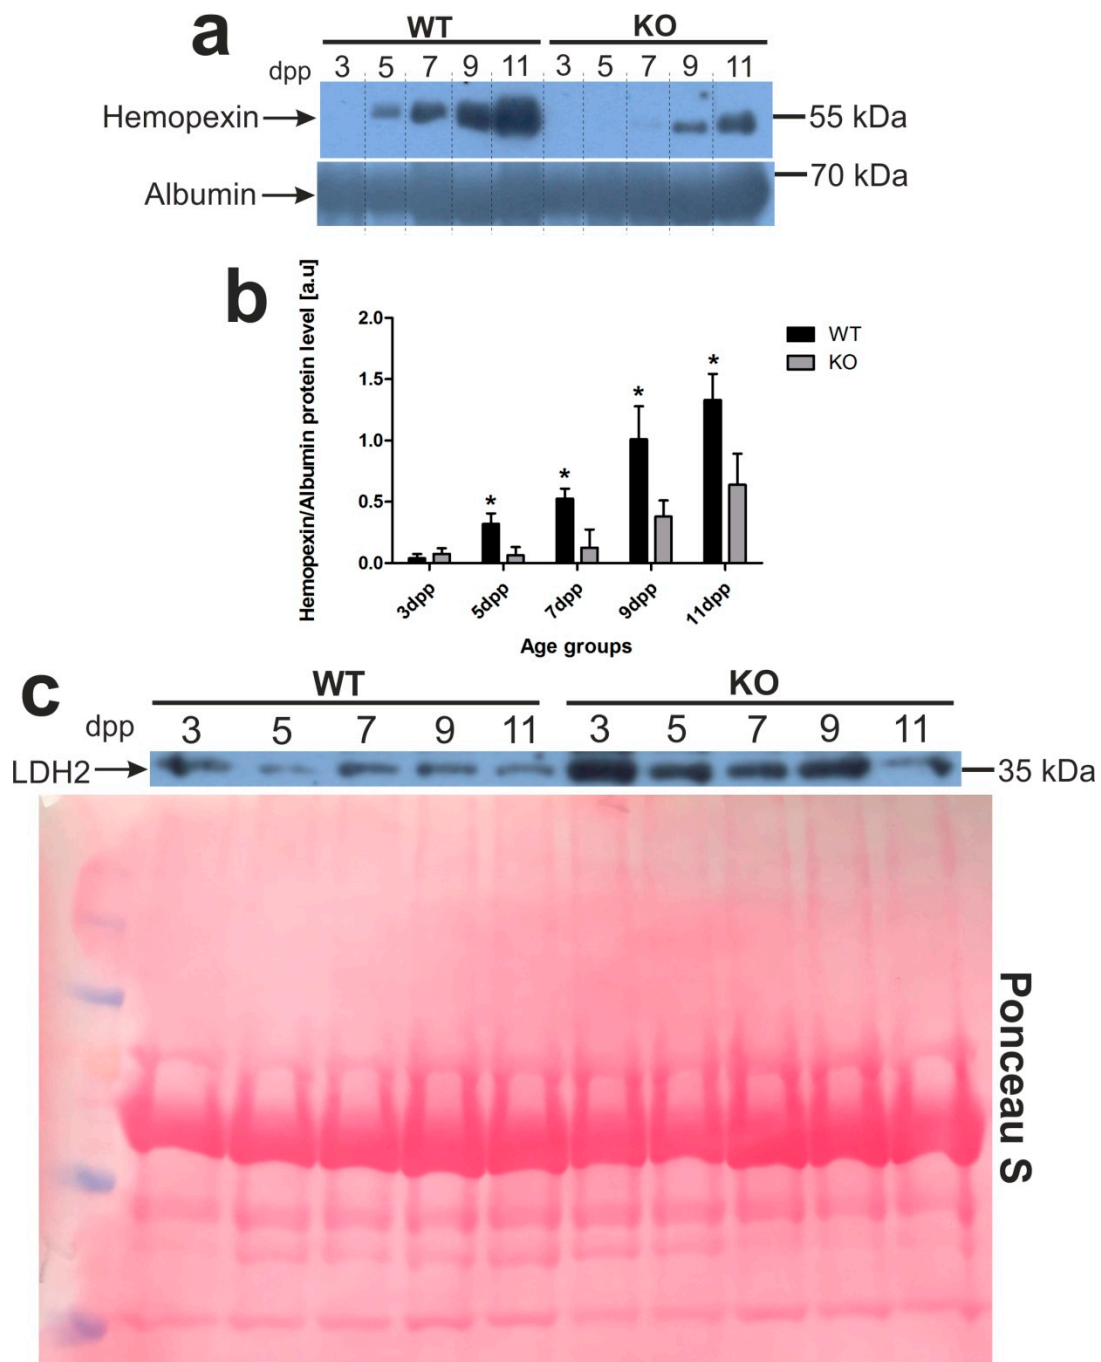 a
WT KO
dpp 3 5 7 9 11 3 5 7 9 11
Hemopexin 55 kDa
70 kDa
Albumin
b
Hemopexin/Albumin protein level [a.u]
2.0
1.5
1.0
0.5
0.0
* * * *
WT
KO
3dpp 5dpp 7dpp 9dpp 11dpp
Age groups
c
WT KO
dpp 3 5 7 9 11 3 5 7 9 11
LDH2 35 kDa
Ponceau S